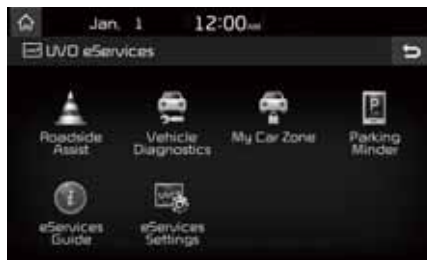 Jan. 1 12:00 AM
UVO eServices
Roadside Assist
Vehicle Diagnostics
My Car Zone
Parking Minder
eServices Guide
eServices Settings